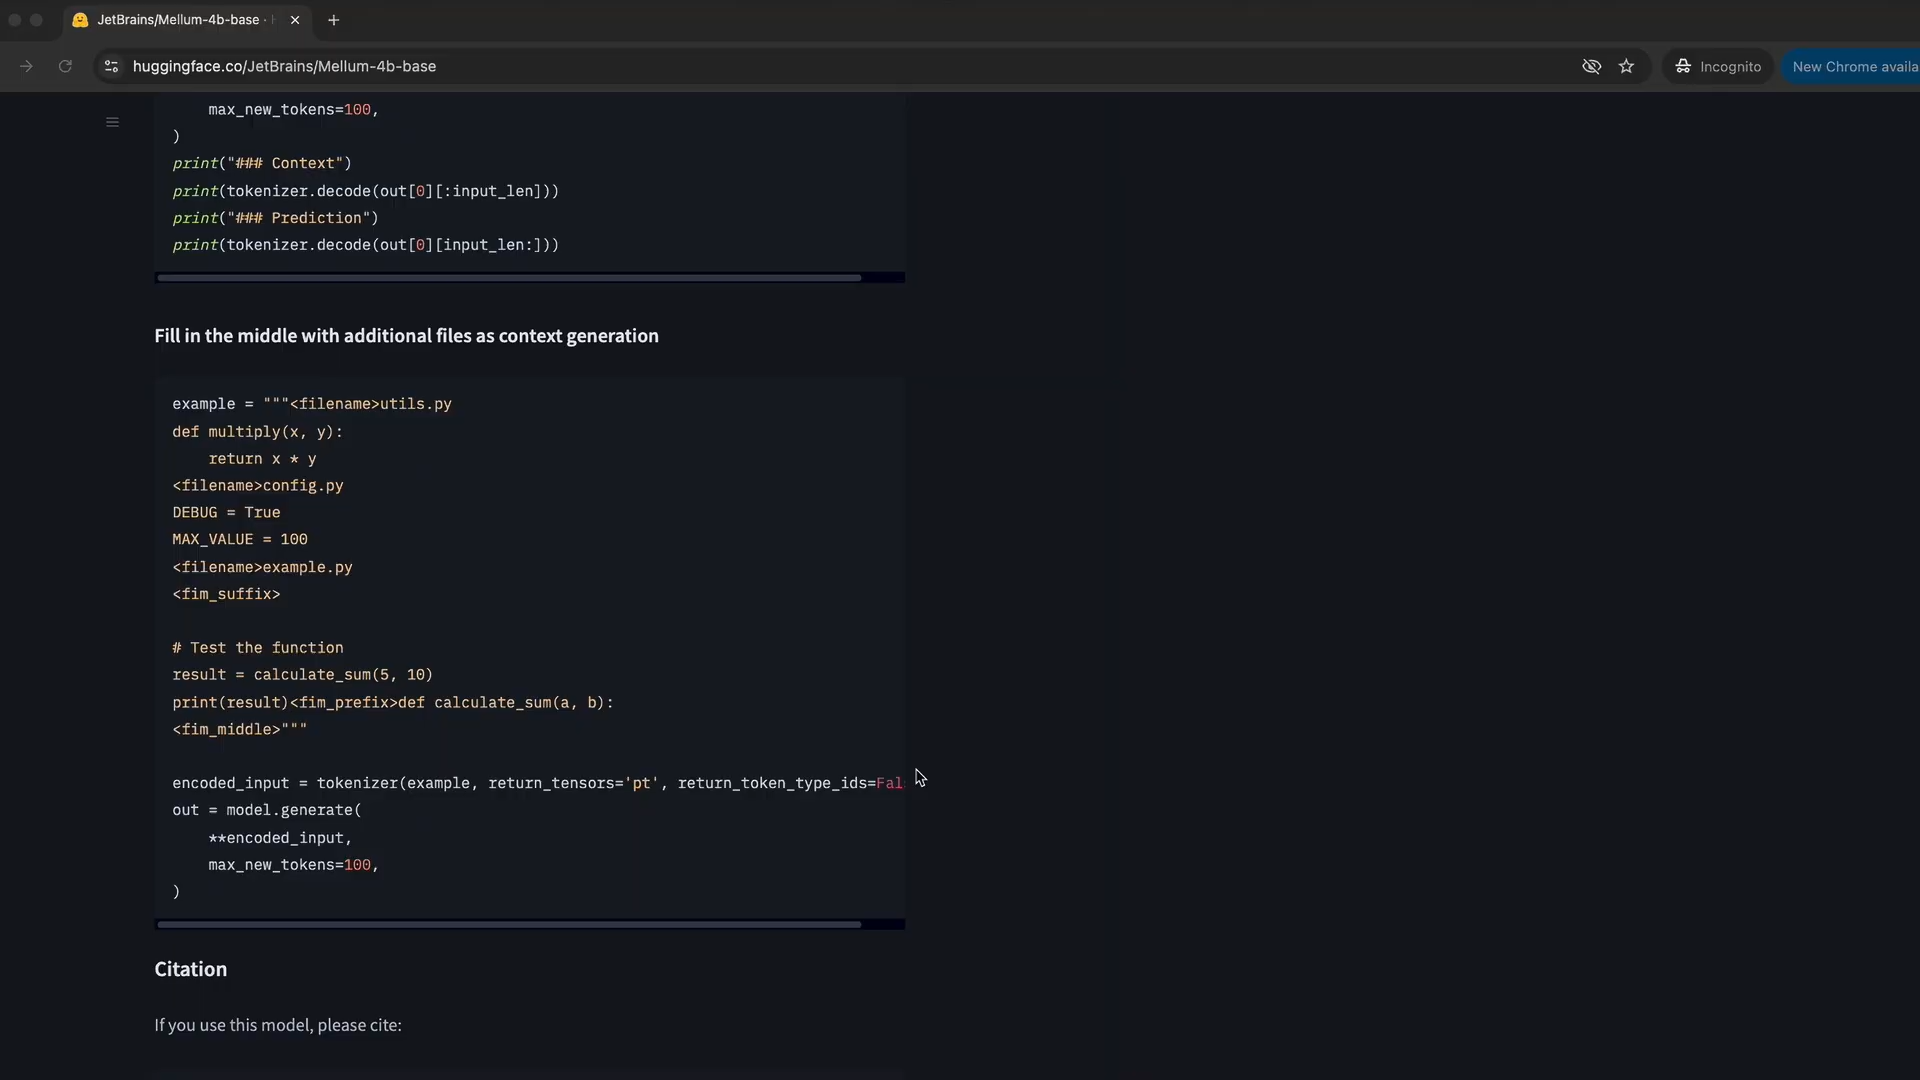 JetBrains/Mellum-4b-base ·
huggingface.co/JetBrains/Mellum-4b-base
Incognito
New Chrome availa
    max_new_tokens=100,
)
print("### Context")
print(tokenizer.decode(out[0][:input_len]))
print("### Prediction")
print(tokenizer.decode(out[0][input_len:]))
Fill in the middle with additional files as context generation
example = """<filename>utils.py
def multiply(x, y):
    return x * y
<filename>config.py
DEBUG = True
MAX_VALUE = 100
<filename>example.py
<fim_suffix>
# Test the function
result = calculate_sum(5, 10)
print(result)<fim_prefix>def calculate_sum(a, b):
<fim_middle>"""
encoded_input = tokenizer(example, return_tensors='pt', return_token_type_ids=Fal
out = model.generate(
    **encoded_input,
    max_new_tokens=100,
)
Citation
If you use this model, please cite: